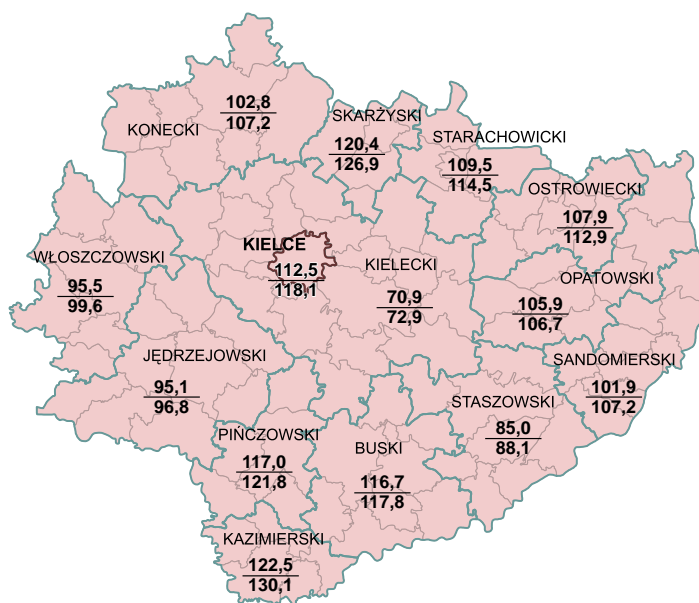 KONECKI
102,8
107,2
SKARŻYSKI
120,4
126,9
STARACHOWICKI
109,5
114,5
OSTROWIECKI
107,9
112,9
WŁOSZCZOWSKI
95,5
99,6
KIELCE
112,5
118,1
KIELECKI
70,9
72,9
OPATOWSKI
105,9
106,7
JĘDRZEJOWSKI
95,1
96,8
SANDOMIERSKI
101,9
107,2
STASZOWSKI
85,0
88,1
PIŃCZOWSKI
117,0
121,8
BUSKI
116,7
117,8
KAZIMIERSKI
122,5
130,1